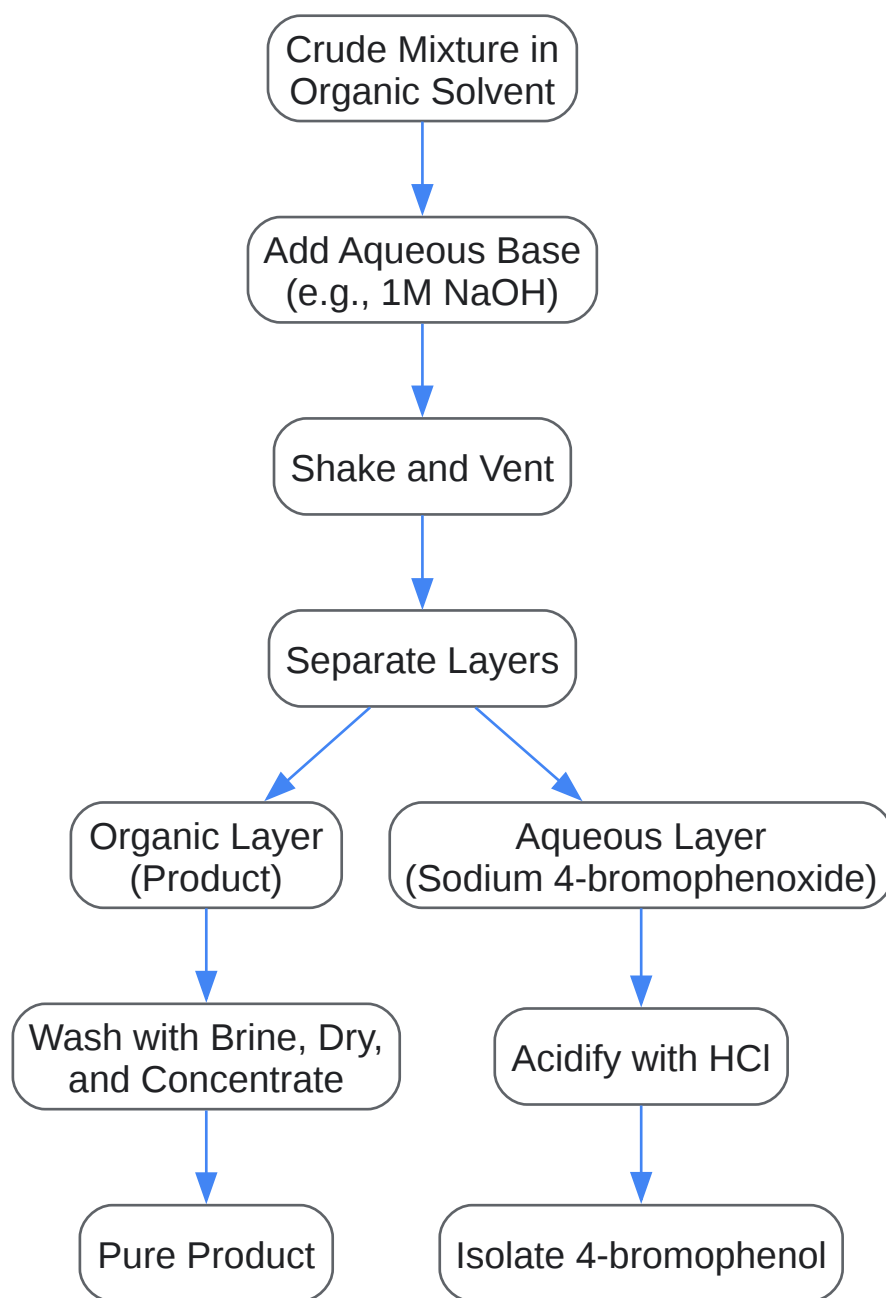 Crude Mixture in
Organic Solvent
Add Aqueous Base
(e.g., 1M NaOH)
Shake and Vent
Separate Layers
Organic Layer
(Product)
Aqueous Layer
(Sodium 4-bromophenoxide)
Wash with Brine, Dry,
and Concentrate
Acidify with HCl
Pure Product
Isolate 4-bromophenol